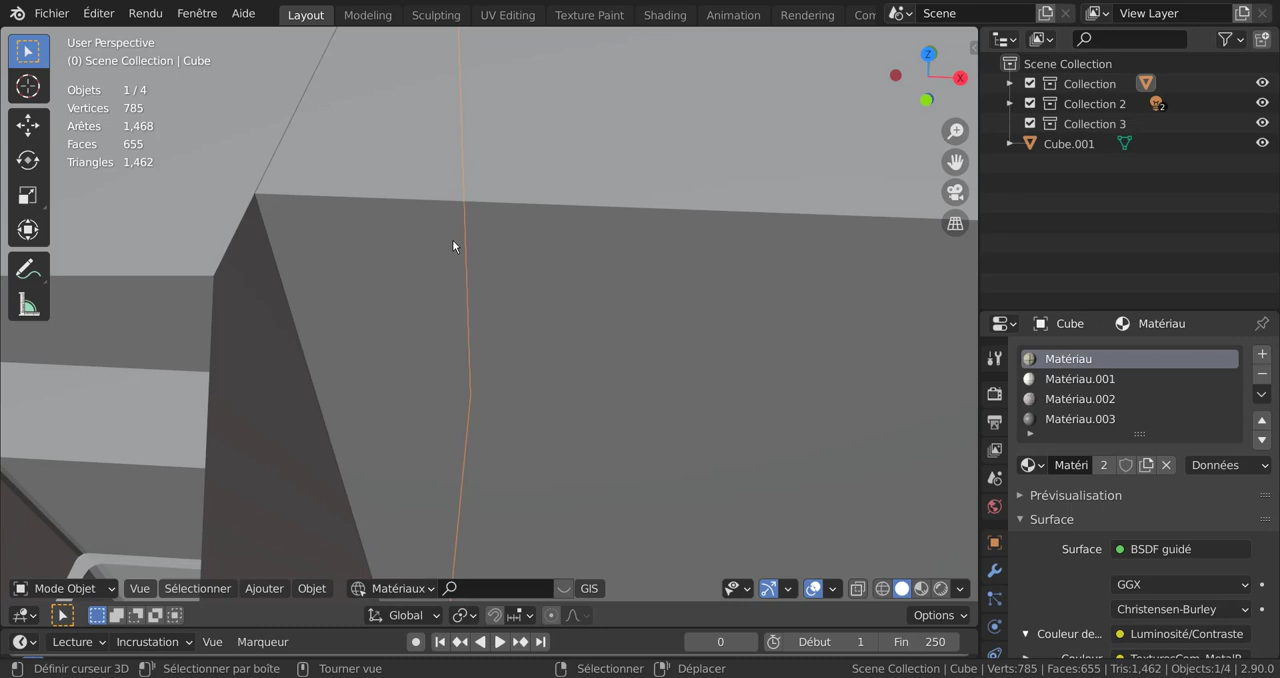 Fichier Éditer Rendu Fenêtre Aide Layout Modeling Sculpting UV Editing Texture Paint Shading Animation Rendering Com Scene View Layer
User Perspective
(0) Scene Collection | Cube
Objets 1 / 4
Vertices 785
Arêtes 1,468
Faces 655
Triangles 1,462
Z
X
Scene Collection
Collection
Collection 2 2
Collection 3
Cube.001
Cube Matériau
Matériau
Matériau.001
Matériau.002
Matériau.003
Matéri 2 Données
Prévisualisation
Surface
Surface BSDF guidé
GGX
Christensen-Burley
Couleur de... Luminosité/Contraste
Mode Objet Vue Sélectionner Ajouter Objet Matériaux GIS
Global Options
Lecture Incrustation Vue Marqueur 0 Début 1 Fin 250
Définir curseur 3D Sélectionner par boîte Tourner vue Sélectionner Déplacer Scene Collection | Cube | Verts:785 | Faces:655 | Tris:1,462 | Objects:1/4 | 2.90.0